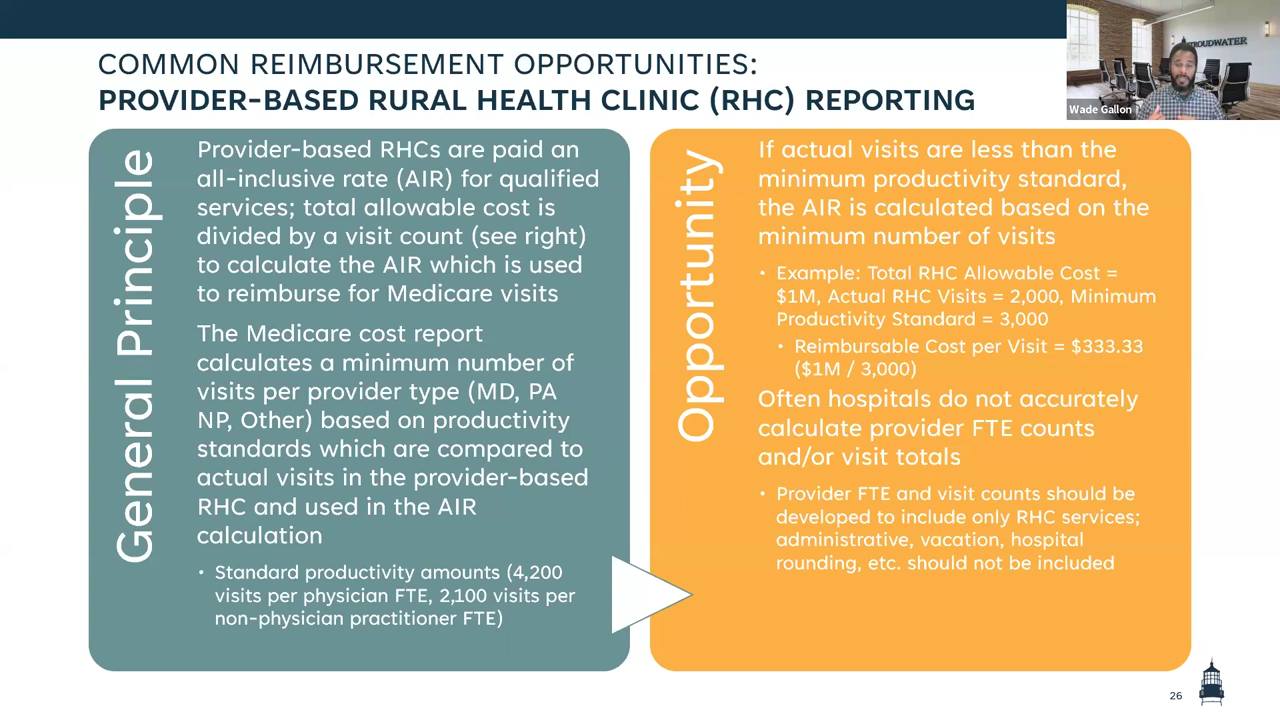 COMMON REIMBURSEMENT OPPORTUNITIES:
PROVIDER-BASED RURAL HEALTH CLINIC (RHC) REPORTING
TROUDWATER
Wade Gallon
General Principle
Provider-based RHCs are paid an
all-inclusive rate (AIR) for qualified
services; total allowable cost is
divided by a visit count (see right)
to calculate the AIR which is used
to reimburse for Medicare visits
The Medicare cost report
calculates a minimum number of
visits per provider type (MD, PA
NP, Other) based on productivity
standards which are compared to
actual visits in the provider-based
RHC and used in the AIR
calculation
• Standard productivity amounts (4,200
visits per physician FTE, 2,100 visits per
non-physician practitioner FTE)
Opportunity
If actual visits are less than the
minimum productivity standard,
the AIR is calculated based on the
minimum number of visits
• Example: Total RHC Allowable Cost =
$1M, Actual RHC Visits = 2,000, Minimum
Productivity Standard = 3,000
• Reimbursable Cost per Visit = $333.33
($1M / 3,000)
Often hospitals do not accurately
calculate provider FTE counts
and/or visit totals
• Provider FTE and visit counts should be
developed to include only RHC services;
administrative, vacation, hospital
rounding, etc. should not be included
26